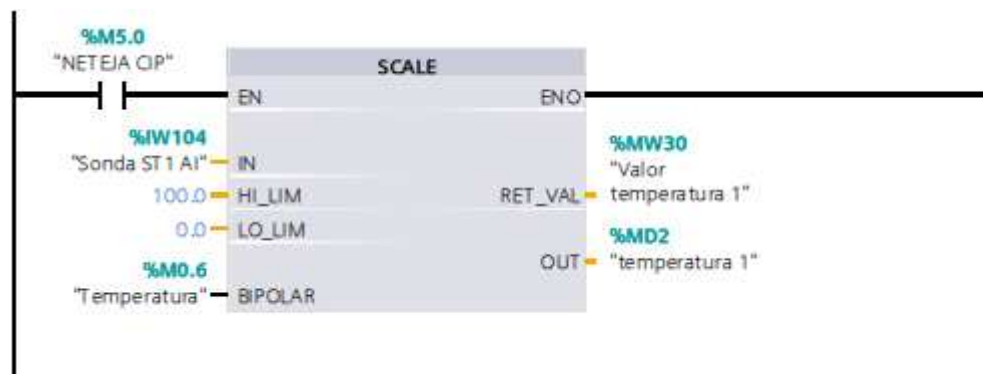 %M5.0
"NETEJA CIP"
SCALE
EN
ENO
%IW104
"Sonda ST1 AI"
IN
%MW30
"Valor
temperatura 1"
100.0
HI_LIM
RET_VAL
0.0
LO_LIM
%MD2
"temperatura 1"
OUT
%M0.6
"Temperatura"
BIPOLAR